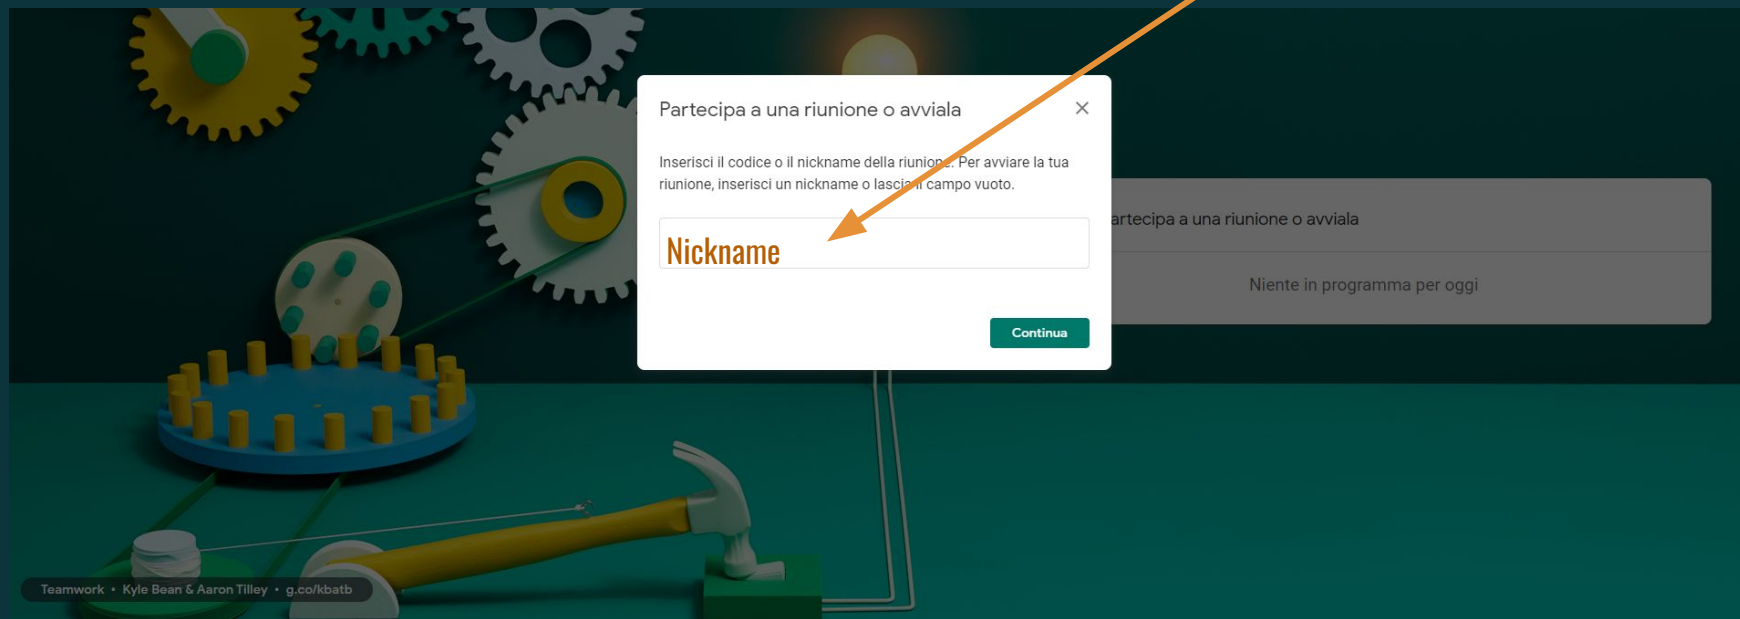 Partecipa a una riunione o avviala
Inserisci il codice o il nickname della riunione. Per avviare la tua
riunione, inserisci un nickname o lascia il campo vuoto.
Nickname
Continua
artecipa a una riunione o avviala
Niente in programma per oggi
Teamwork • Kyle Bean & Aaron Tilley • g.co/kbatb